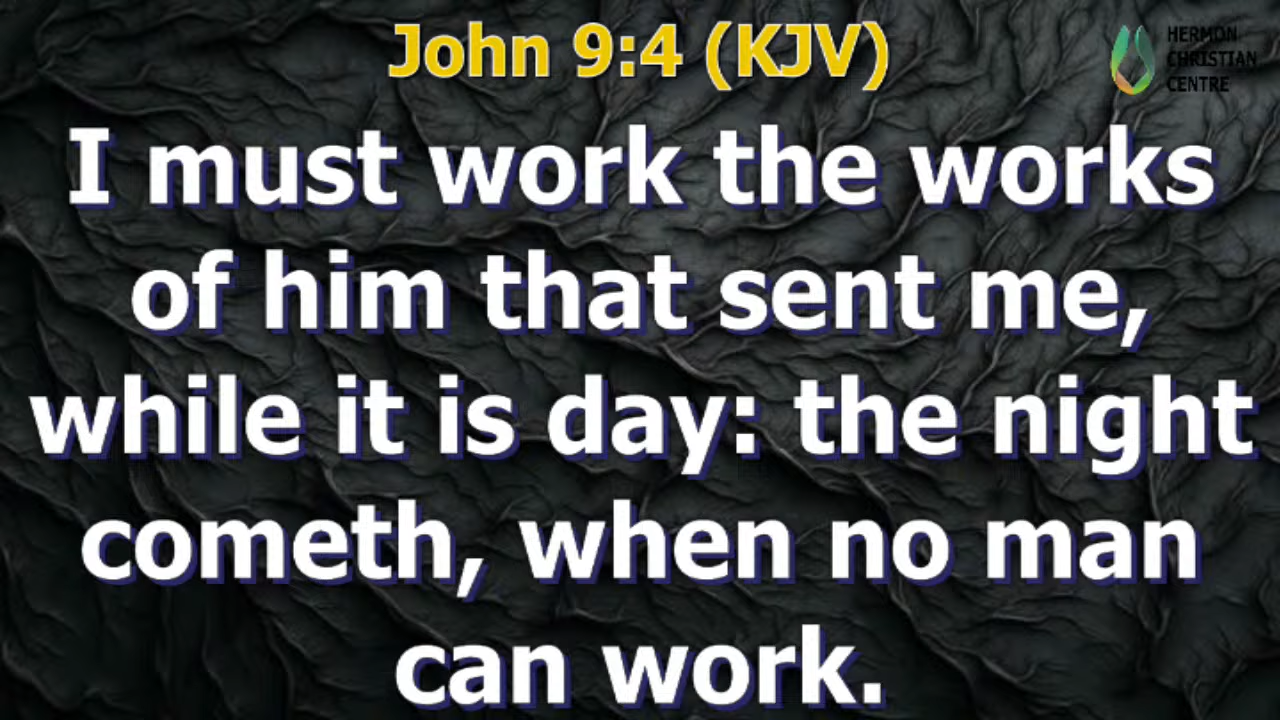 John 9:4 (KJV)
HERMON
CHRISTIAN
CENTRE
I must work the works
of him that sent me,
while it is day: the night
cometh, when no man
can work.